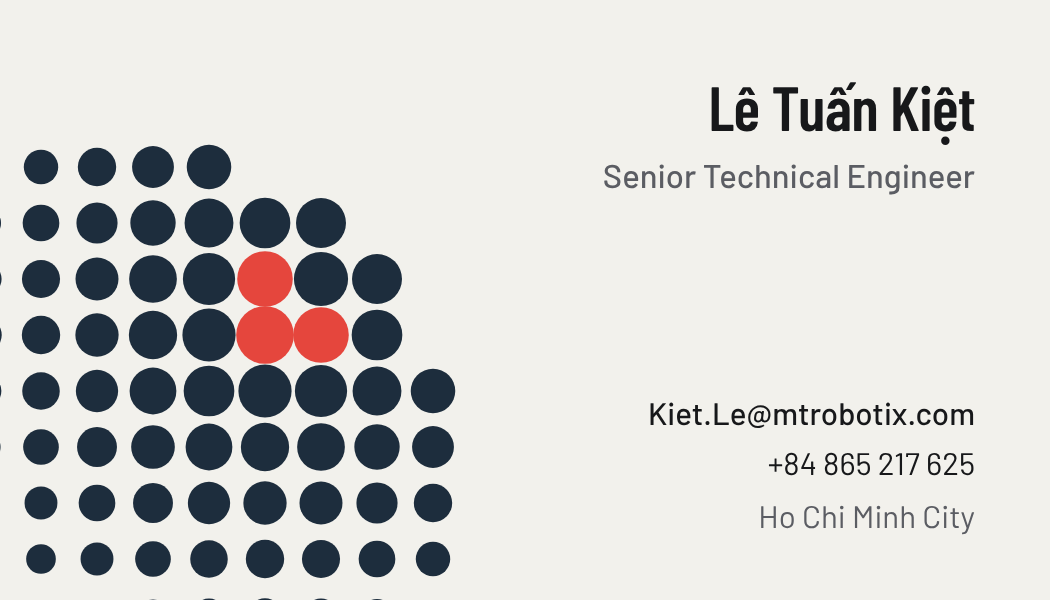 Lê Tuấn Kiệt
Senior Technical Engineer
Kiet.Le@mtrobotix.com
+84 865 217 625
Ho Chi Minh City